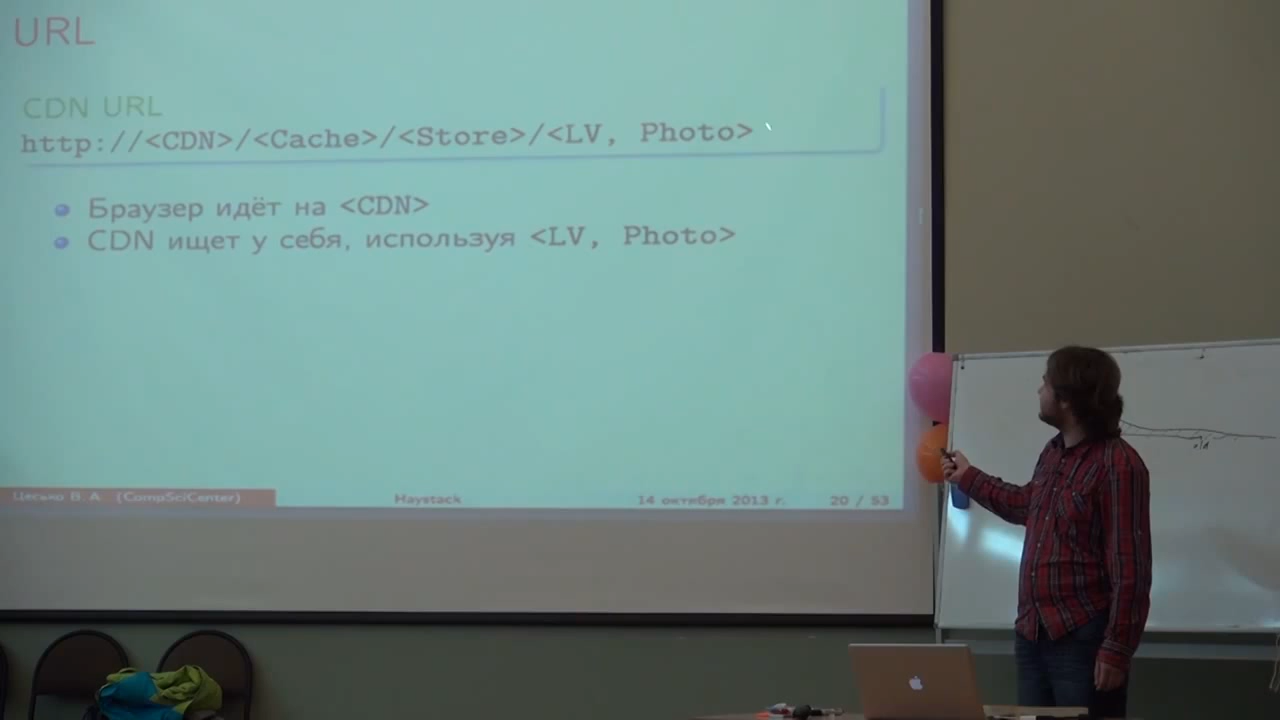 URL
CDN URL
http://<CDN>/<Cache>/<Store>/<LV, Photo>
Браузер идёт на <CDN>
CDN ищет у себя, используя <LV, Photo>
Цесько В. А. (CompSciCenter)
Haystack
14 октября 2013 г.
20 / 53